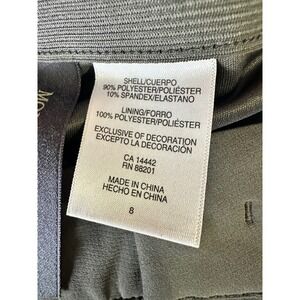 SHELL/CUERPO
90% POLYESTER/POLIÉSTER
10% SPANDEX/ELASTANO
LINING/FORRO
100% POLYESTER/POLIÉSTER
EXCLUSIVE OF DECORATION
EXCEPTO LA DECORACIÓN
CA 14442
RN 88201
MADE IN CHINA
HECHO EN CHINA
8